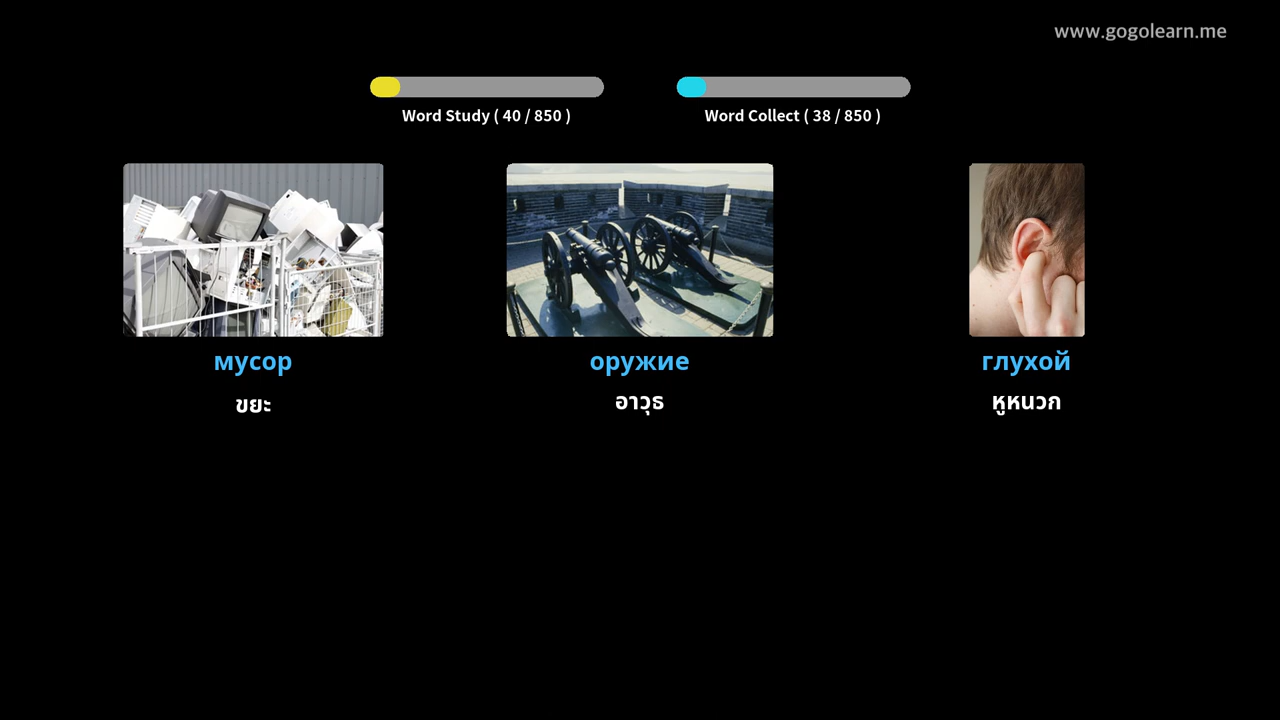 www.gogolearn.me
Word Study ( 40 / 850 )
Word Collect ( 38 / 850 )
мусор
оружие
глухой
ขยะ
อาวุธ
หูหนวก